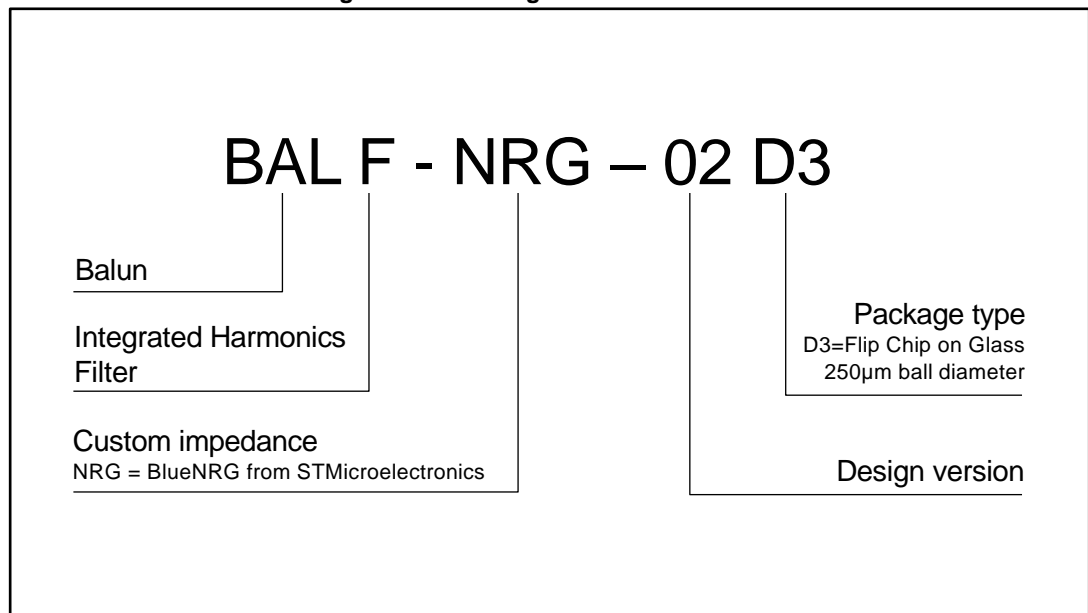 BAL F - NRG – 02 D3
Balun
Integrated Harmonics
Filter
Custom impedance
NRG = BlueNRG from STMicroelectronics
Package type
D3=Flip Chip on Glass
250µm ball diameter
Design version